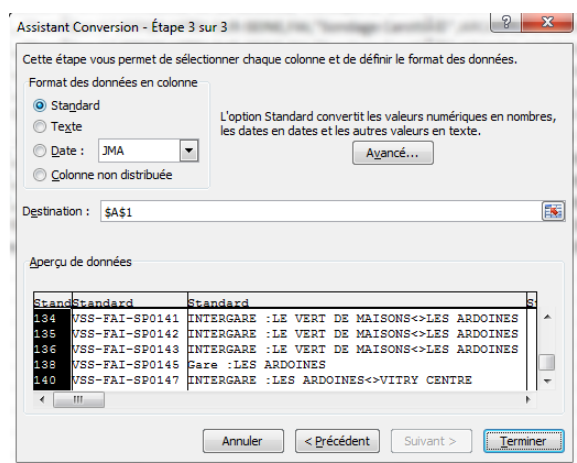 Assistant Conversion - Étape 3 sur 3
Cette étape vous permet de sélectionner chaque colonne et de définir le format des données.
Format des données en colonne
Standard
Texte
Date : JMA
Colonne non distribuée
L'option Standard convertit les valeurs numériques en nombres,
les dates en dates et les autres valeurs en texte.
Avancé...
Destination : $A$1
Aperçu de données
Stand Standard Standard S
134 VSS-FAI-SP0141 INTERGARE :LE VERT DE MAISONS<>LES ARDOINES
135 VSS-FAI-SP0142 INTERGARE :LE VERT DE MAISONS<>LES ARDOINES
136 VSS-FAI-SP0143 INTERGARE :LE VERT DE MAISONS<>LES ARDOINES
138 VSS-FAI-SP0145 Gare :LES ARDOINES
140 VSS-FAI-SP0147 INTERGARE :LES ARDOINES<>VITRY CENTRE
Annuler < Précédent Suivant > Terminer